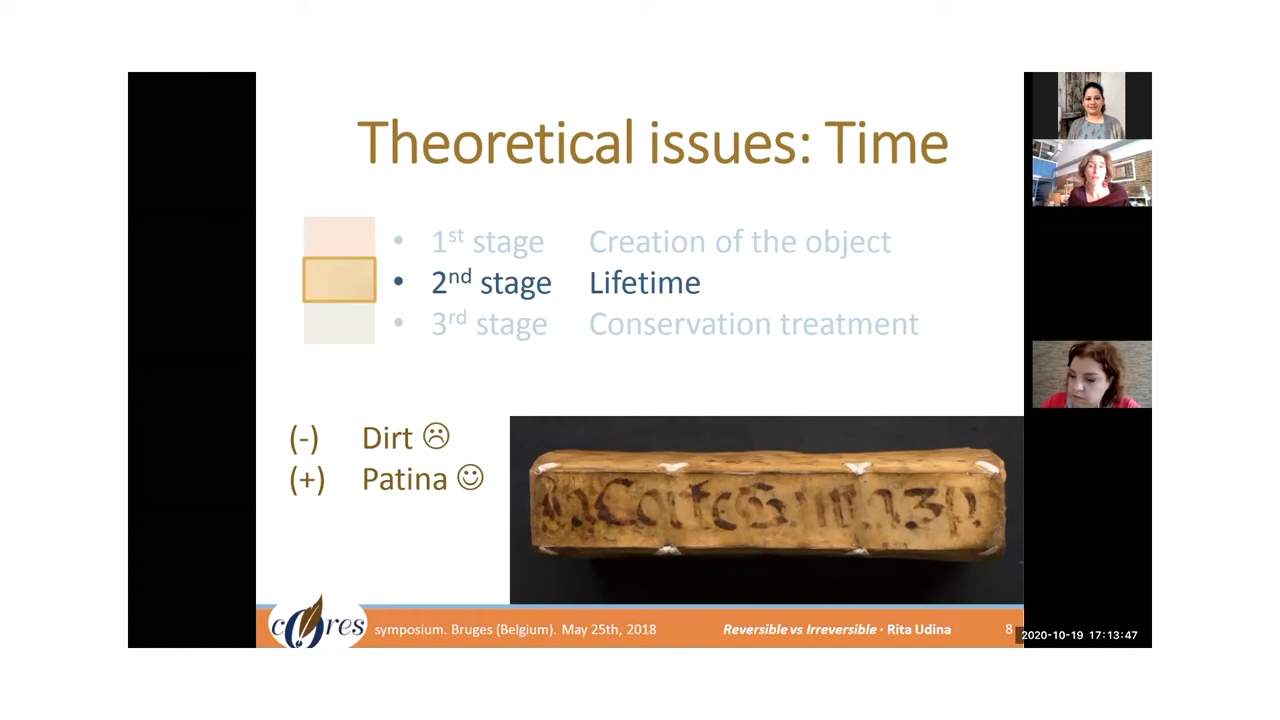 Theoretical issues: Time
• 1st stage Creation of the object
• 2nd stage Lifetime
• 3rd stage Conservation treatment
(-) Dirt ☹
(+) Patina ☺
cores symposium. Bruges (Belgium). May 25th, 2018 Reversible vs Irreversible · Rita Udina 8
2020-10-19 17:13:47